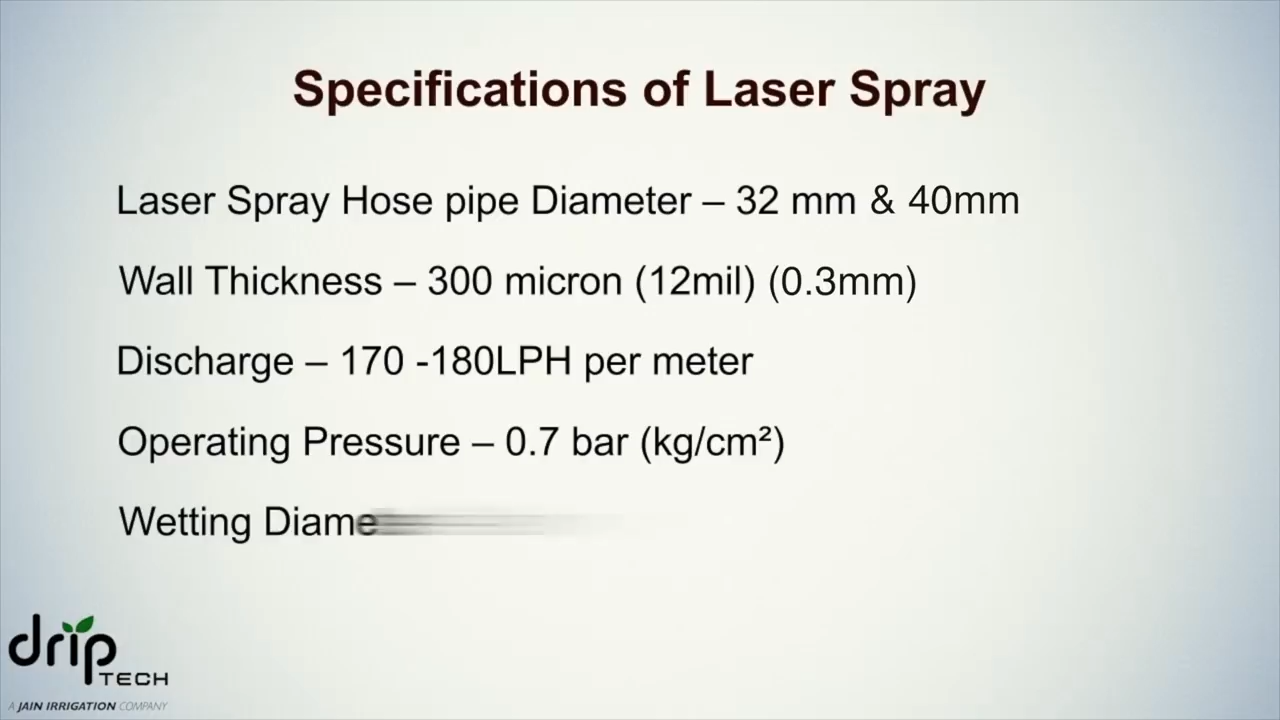 Specifications of Laser Spray
Laser Spray Hose pipe Diameter – 32 mm & 40mm
Wall Thickness – 300 micron (12mil) (0.3mm)
Discharge – 170 -180LPH per meter
Operating Pressure – 0.7 bar (kg/cm²)
Wetting Diame
drip
TECH
A JAIN IRRIGATION COMPANY